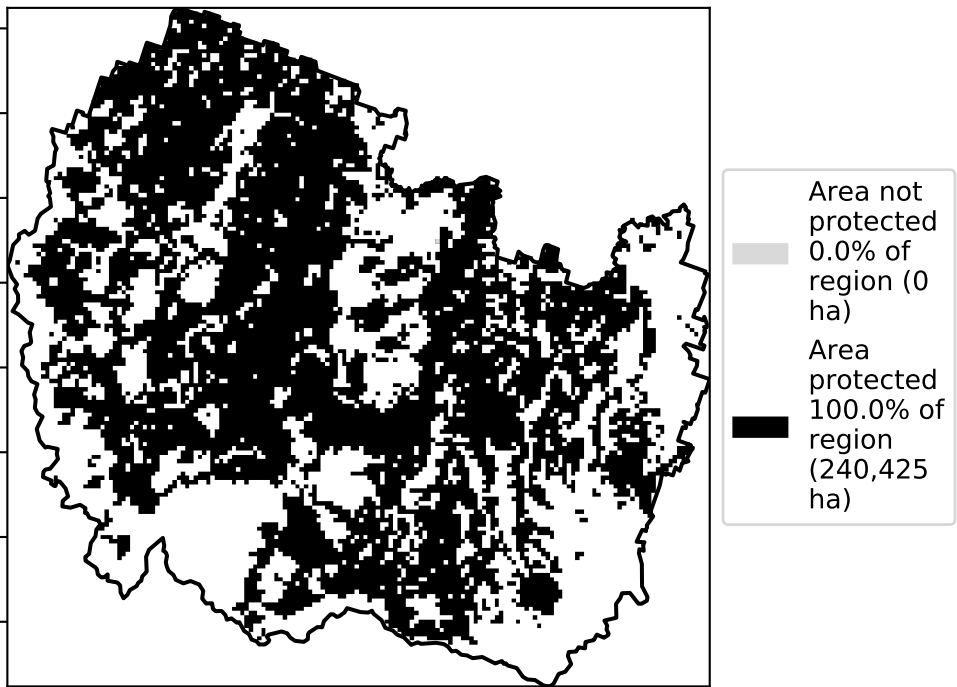 Area not
protected
0.0% of
region (0
ha)
Area
protected
100.0% of
region
(240,425
ha)